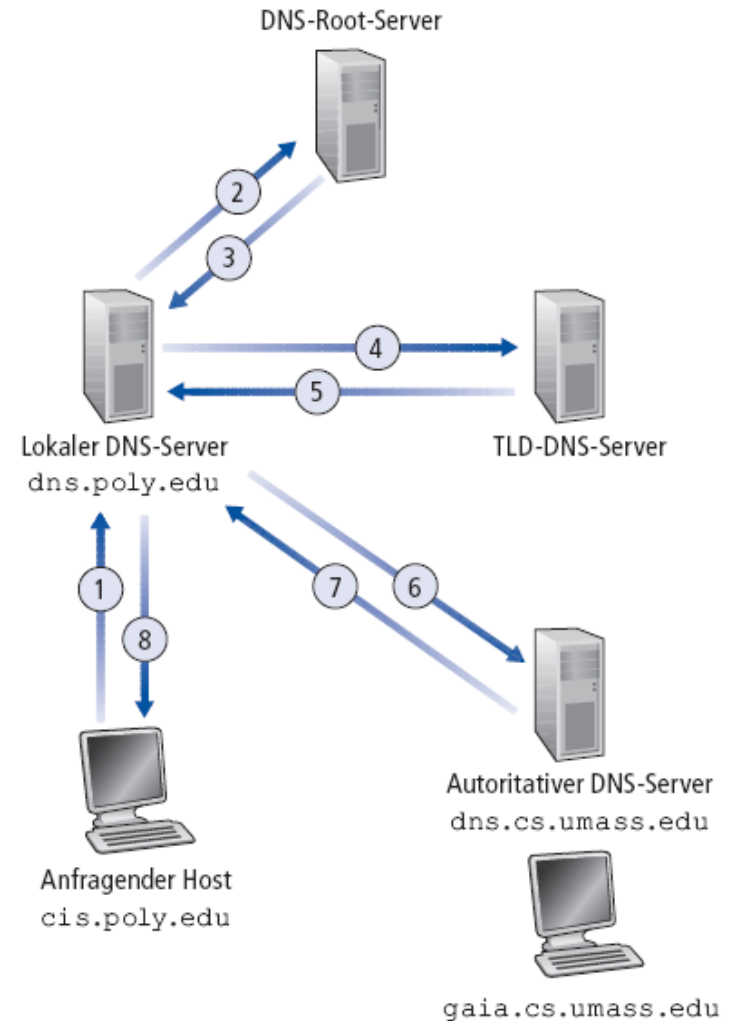 DNS-Root-Server
2
3
4
5
Lokaler DNS-Server
dns.poly.edu
TLD-DNS-Server
1
8
7
6
Anfragender Host
cis.poly.edu
Autoritativer DNS-Server
dns.cs.umass.edu
gaia.cs.umass.edu